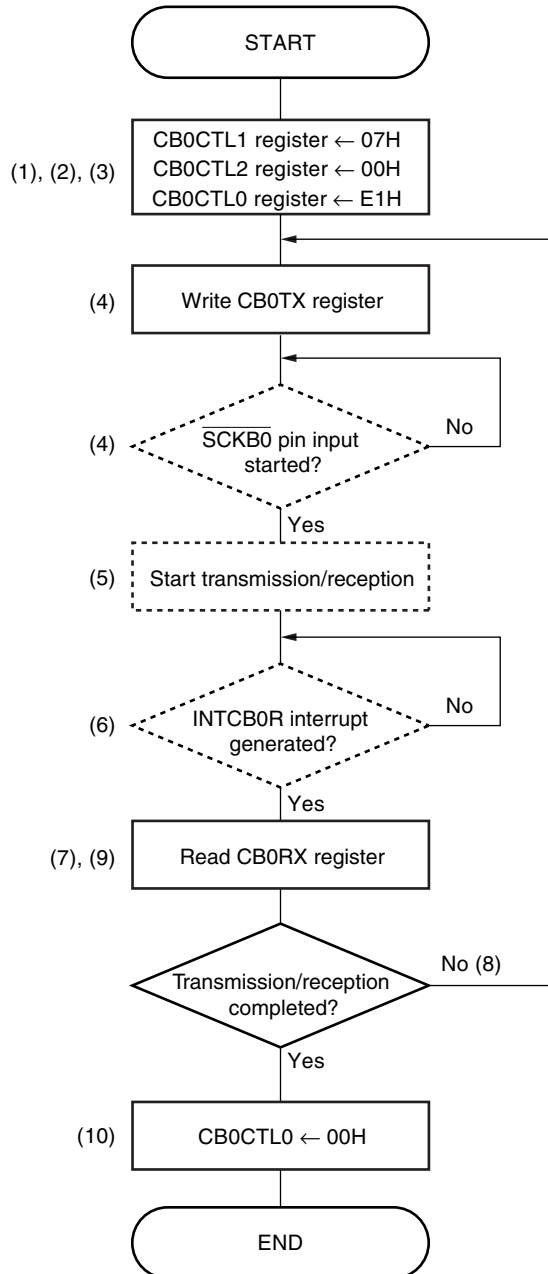 START
(1), (2), (3)
CB0CTL1 register ← 07H
CB0CTL2 register ← 00H
CB0CTL0 register ← E1H
(4)
Write CB0TX register
(4)
S̅C̅K̅B̅0̅ pin input
started?
No
Yes
(5)
Start transmission/reception
(6)
INTCB0R interrupt
generated?
No
Yes
(7), (9)
Read CB0RX register
Transmission/reception
completed?
No (8)
Yes
(10)
CB0CTL0 ← 00H
END